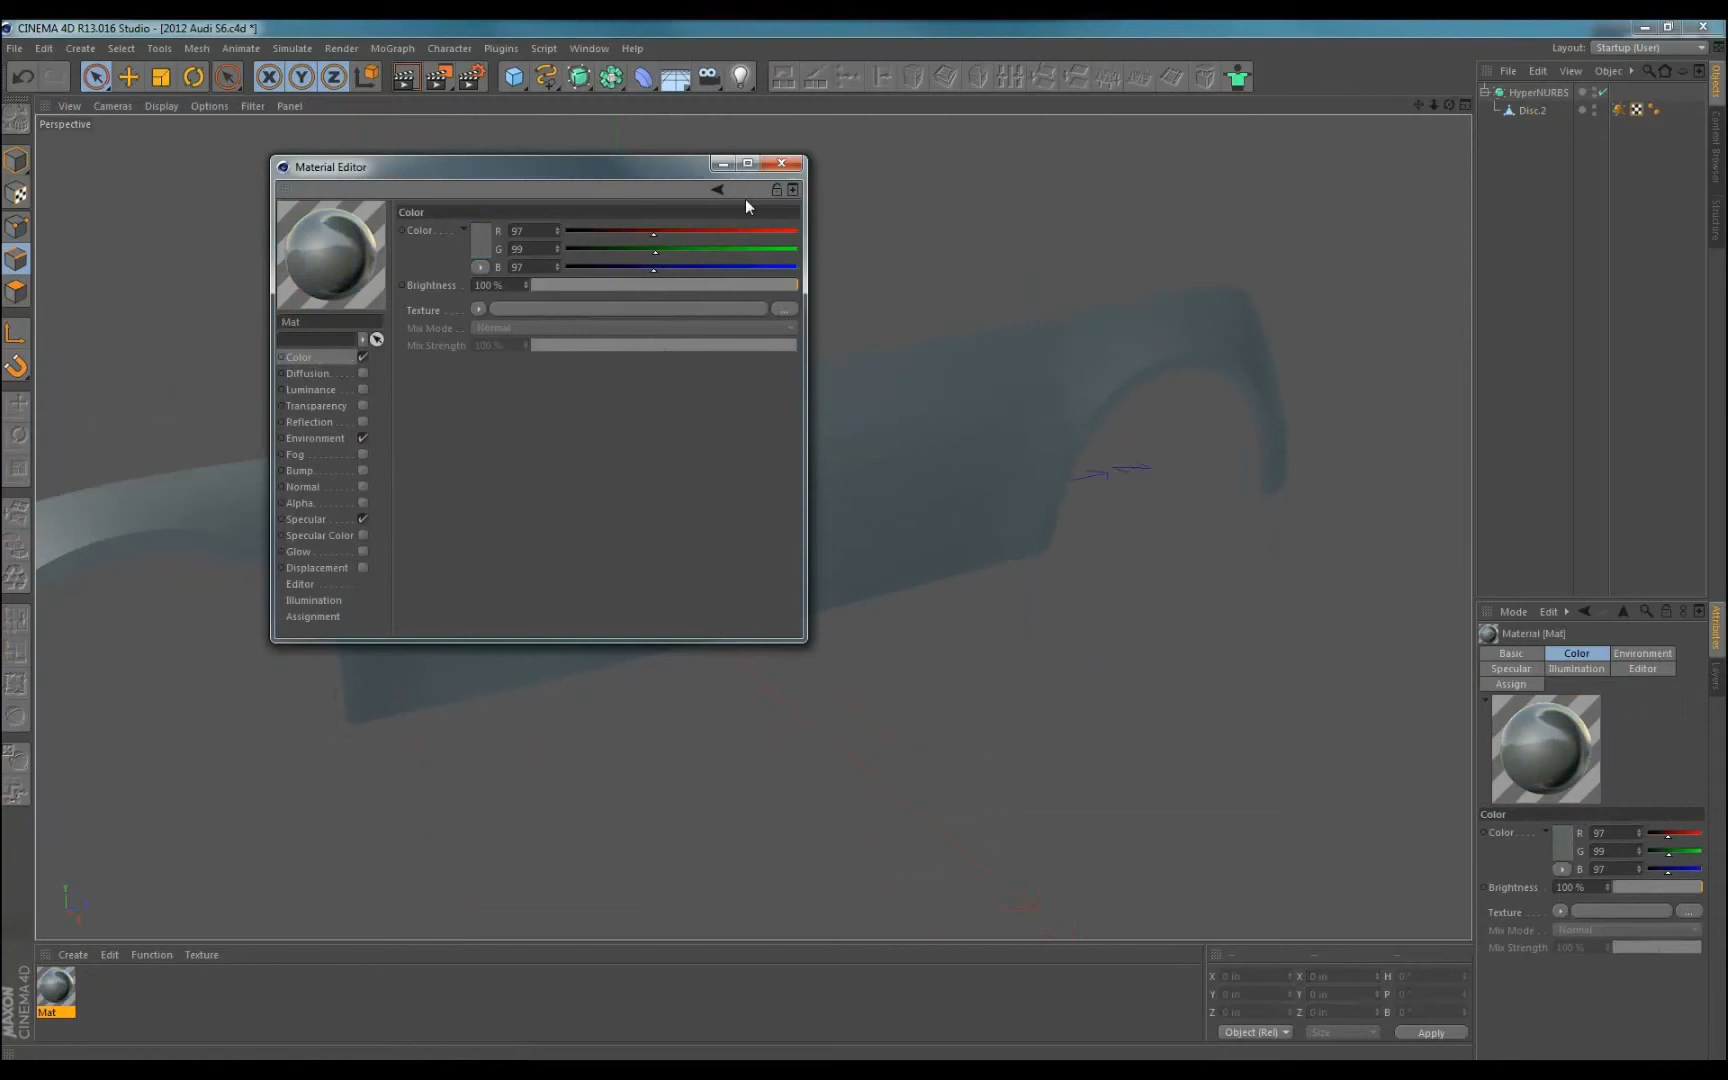 CINEMA 4D R13.016 Studio - [2012 Audi S6.c4d *]
File Edit Create Select Tools Mesh Animate Simulate Render MoGraph Character Plugins Script Window Help
Layout: Startup (User)
X Y Z
File Edit View Objec
View Cameras Display Options Filter Panel
Perspective
HyperNURBS
Disc.2
Objects
Content Browser
Structure
Material Editor
Color
Color.... R 97
G 99
B 97
Brightness . 100 %
Texture .... ...
Mix Mode .. Normal
Mix Strength 100 %
Mat
Color
Diffusion.
Luminance
Transparency
Reflection
Environment
Fog
Bump.
Normal
Alpha.
Specular
Specular Color
Glow
Displacement
Editor
Illumination
Assignment
Mode Edit
Material [Mat]
Basic Color Environment
Specular Illumination Editor
Assign
Attributes
Layers
Color
Color.... R 97
G 99
B 97
Brightness 100 %
Texture .... ...
Mix Mode .. Normal
Mix Strength 100 %
Y
Create Edit Function Texture
Mat
MAXON
CINEMA 4D
-- -- --
X 0 in X 0 in H 0 °
Y 0 in Y 0 in P 0 °
Z 0 in Z 0 in B 0 °
Object (Rel) Size Apply